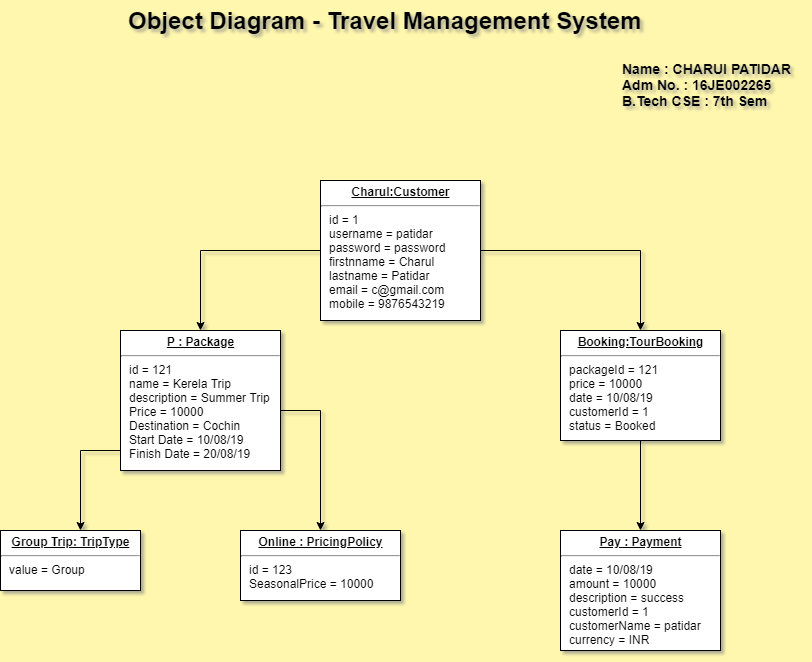 Object Diagram - Travel Management System
Name : CHARUl PATIDAR
Adm No. : 16JE002265
B.Tech CSE : 7th Sem
Charul:Customer
id = 1
username = patidar
password = password
firstnname = Charul
lastname = Patidar
email = c@gmail.com
mobile = 9876543219
P : Package
id = 121
name = Kerela Trip
description = Summer Trip
Price = 10000
Destination = Cochin
Start Date = 10/08/19
Finish Date = 20/08/19
Booking:TourBooking
packageId = 121
price = 10000
date = 10/08/19
customerId = 1
status = Booked
Group Trip: TripType
value = Group
Online : PricingPolicy
id = 123
SeasonalPrice = 10000
Pay : Payment
date = 10/08/19
amount = 10000
description = success
customerId = 1
customerName = patidar
currency = INR